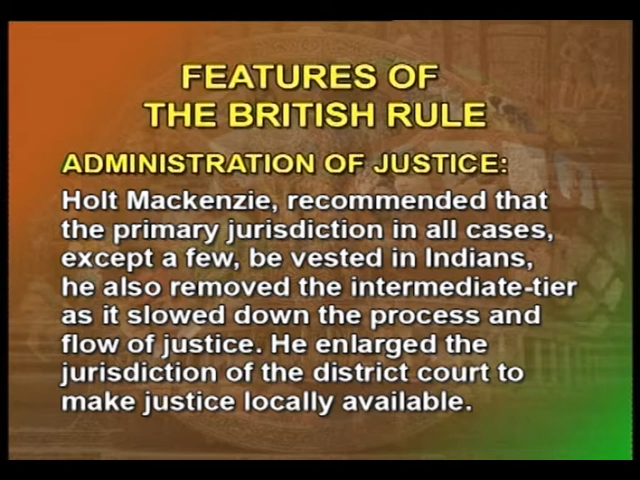 FEATURES OF
THE BRITISH RULE
ADMINISTRATION OF JUSTICE:
Holt Mackenzie, recommended that
the primary jurisdiction in all cases,
except a few, be vested in Indians,
he also removed the intermediate-tier
as it slowed down the process and
flow of justice. He enlarged the
jurisdiction of the district court to
make justice locally available.